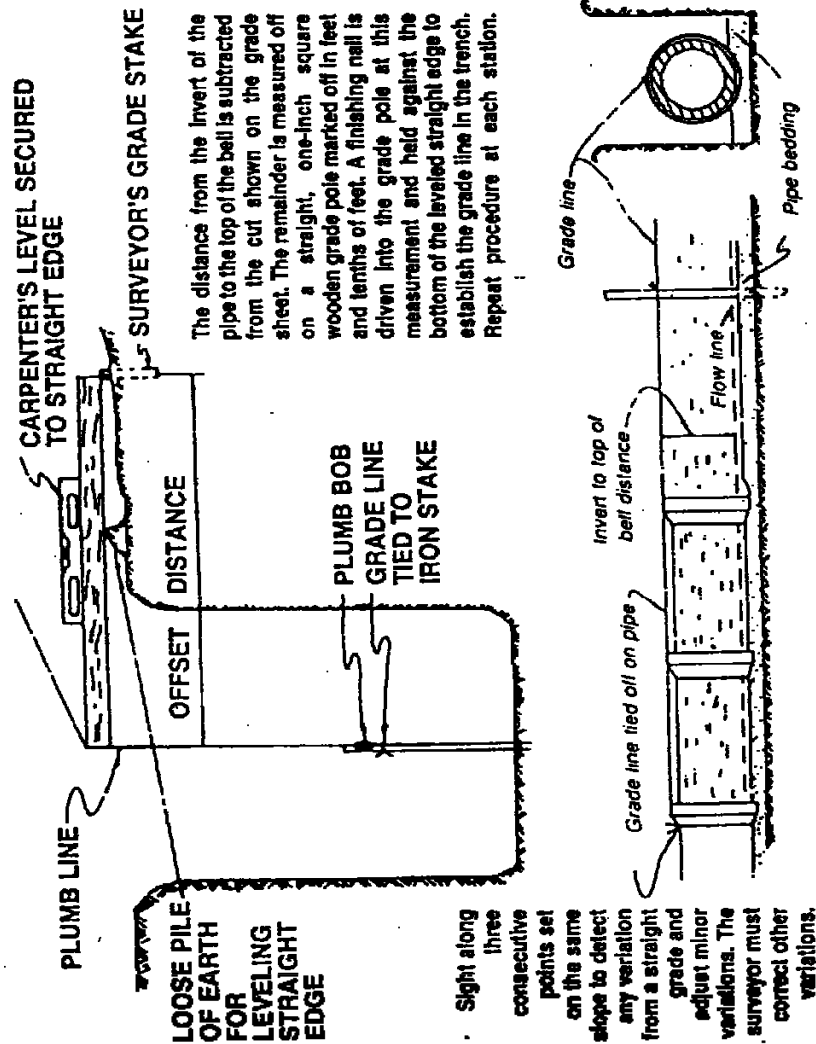 PLUMB LINE
CARPENTER'S LEVEL SECURED
TO STRAIGHT EDGE
SURVEYOR'S GRADE STAKE
LOOSE PILE
OF EARTH
FOR
LEVELING
STRAIGHT
EDGE
OFFSET DISTANCE
PLUMB BOB
GRADE LINE
TIED TO
IRON STAKE
The distance from the invert of the
pipe to the top of the bell is subtracted
from the cut shown on the grade
sheet. The remainder is measured off
on a straight, one-inch square
wooden grade pole marked off in feet
and tenths of feet. A finishing nail is
driven into the grade pole at this
measurement and held against the
bottom of the leveled straight edge to
establish the grade line in the trench.
Repeat procedure at each station.
Sight along
three
consecutive
points set
on the same
slope to detect
any variation
from a straight
grade and
adjust minor
variations. The
surveyor must
correct other
variations.
Grade line tied off on pipe
Invert to top of
bell distance
Flow line
Grade line
Pipe bedding